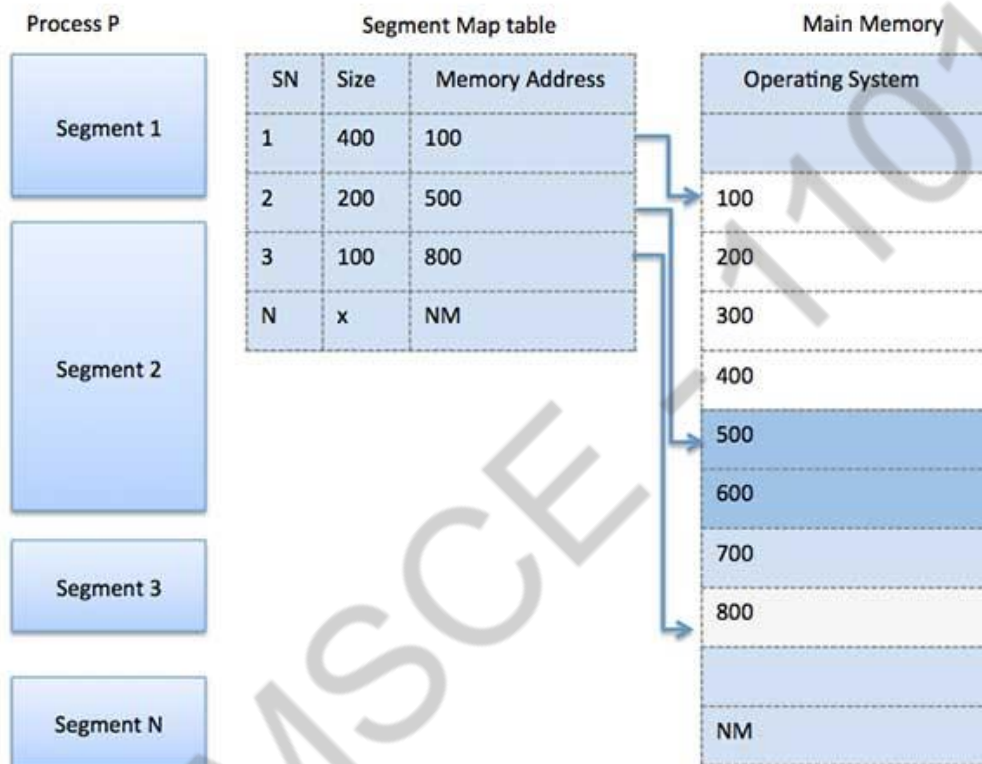 Process P
Segment 1
Segment 2
Segment 3
Segment N
Segment Map table
SN Size Memory Address
1 400 100
2 200 500
3 100 800
N x NM
Main Memory
Operating System
100
200
300
400
500
600
700
800
NM
MSCE - 1101